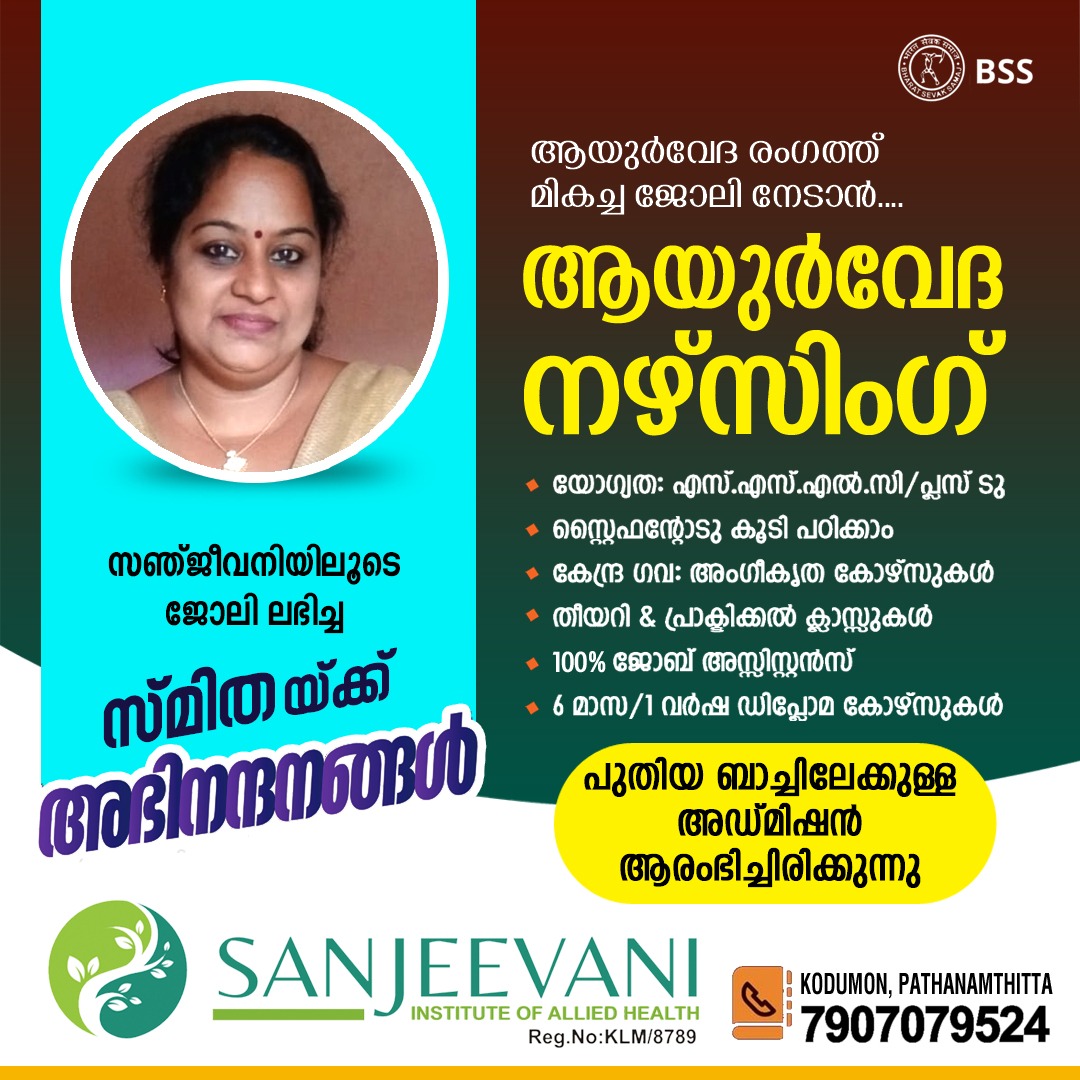 BSS
ആയുർവേദ രംഗത്ത്
മികച്ച ജോലി നേടാൻ....
ആയുർവേദ
നഴ്സിംഗ്
യോഗ്യത: എസ്.എസ്.എൽ.സി/പ്ലസ് ടു
സ്റ്റൈഫന്റോടു കൂടി പഠിക്കാം
കേന്ദ്ര ഗവ: അംഗീകൃത കോഴ്സുകൾ
തീയറി & പ്രാക്ടിക്കൽ ക്ലാസ്സുകൾ
100% ജോബ് അസ്സിസ്റ്റൻസ്
6 മാസ/1 വർഷ ഡിപ്ലോമ കോഴ്സുകൾ
സഞ്ജീവനിയിലൂടെ
ജോലി ലഭിച്ച
സ്മിതയ്ക്ക്
അഭിനന്ദനങ്ങൾ
പുതിയ ബാച്ചിലേക്കുള്ള
അഡ്മിഷൻ
ആരംഭിച്ചിരിക്കുന്നു
SANJEEVANI
INSTITUTE OF ALLIED HEALTH
Reg.No:KLM/8789
KODUMON, PATHANAMTHITTA
7907079524